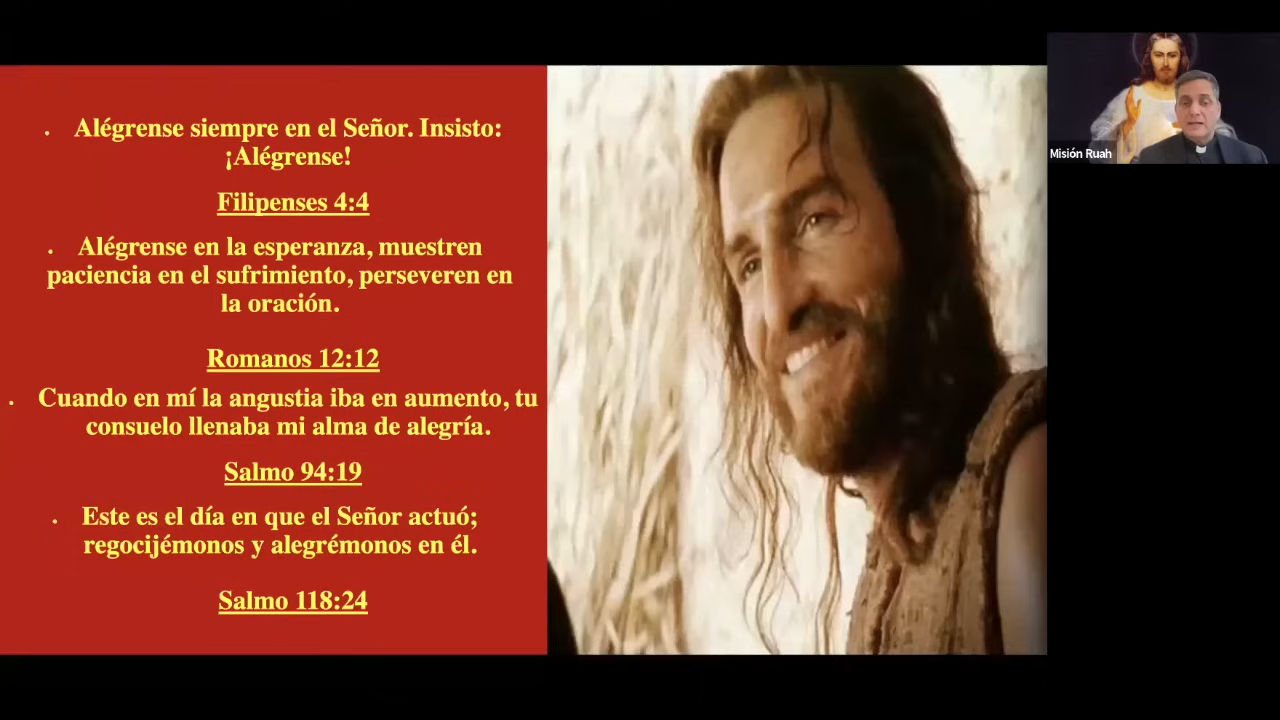 • Alégrense siempre en el Señor. Insisto:
¡Alégrense!
Filipenses 4:4
• Alégrense en la esperanza, muestren
paciencia en el sufrimiento, perseveren en
la oración.
Romanos 12:12
• Cuando en mí la angustia iba en aumento, tu
consuelo llenaba mi alma de alegría.
Salmo 94:19
• Este es el día en que el Señor actuó;
regocijémonos y alegrémonos en él.
Salmo 118:24
Misión Ruah